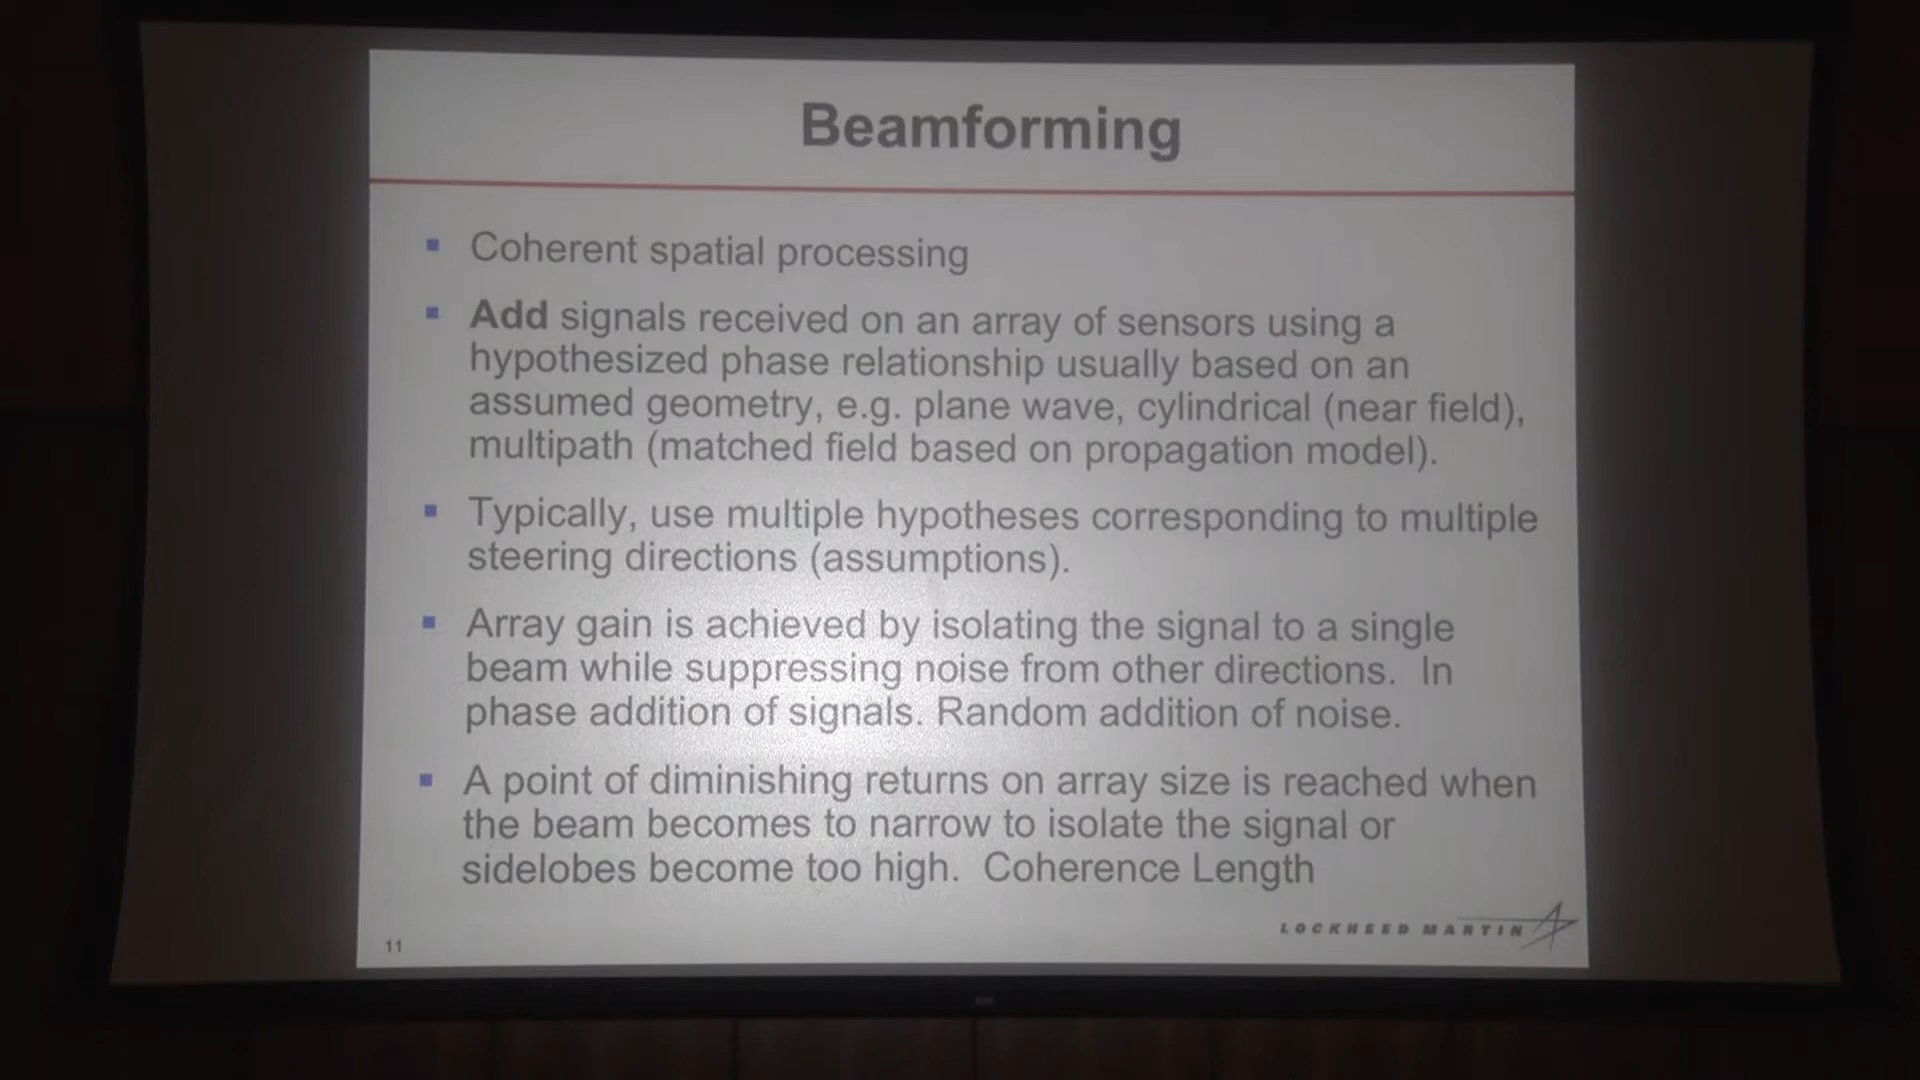 Beamforming
Coherent spatial processing
Add signals received on an array of sensors using a
hypothesized phase relationship usually based on an
assumed geometry, e.g. plane wave, cylindrical (near field),
multipath (matched field based on propagation model).
Typically, use multiple hypotheses corresponding to multiple
steering directions (assumptions).
Array gain is achieved by isolating the signal to a single
beam while suppressing noise from other directions.  In
phase addition of signals. Random addition of noise.
A point of diminishing returns on array size is reached when
the beam becomes to narrow to isolate the signal or
sidelobes become too high.  Coherence Length
LOCKHEED MARTIN
11